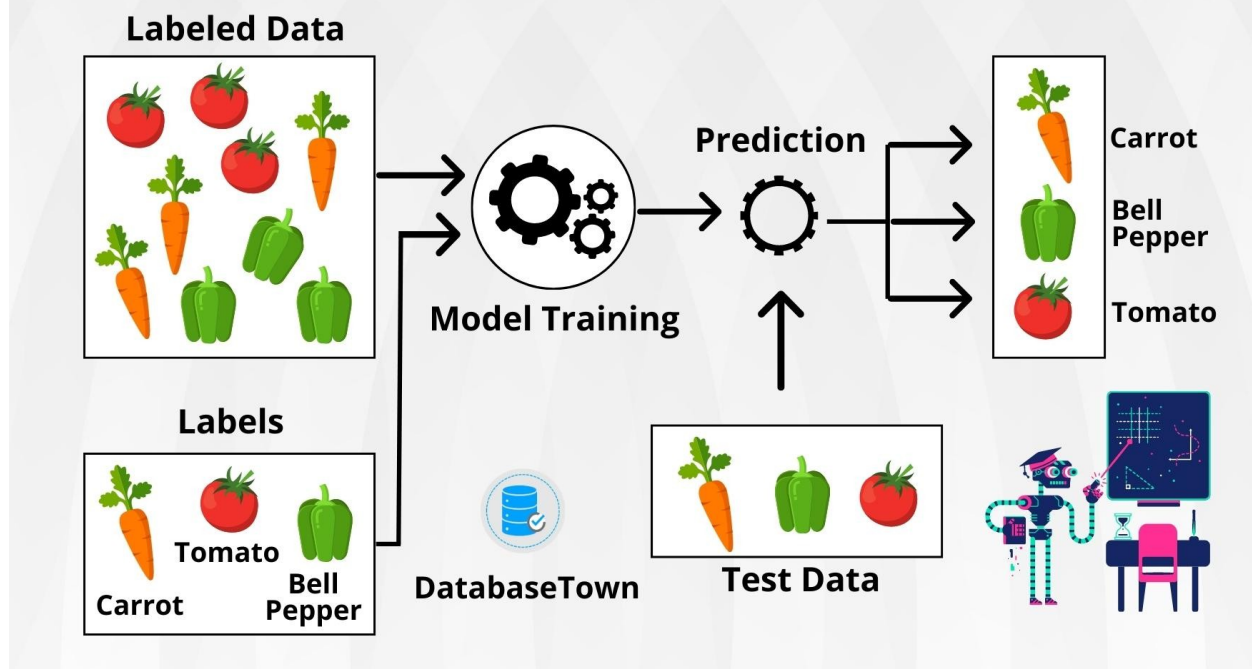 Labeled Data
Prediction
Carrot
Bell
Pepper
Tomato
Model Training
Labels
Carrot
Tomato
Bell
Pepper
DatabaseTown
Test Data